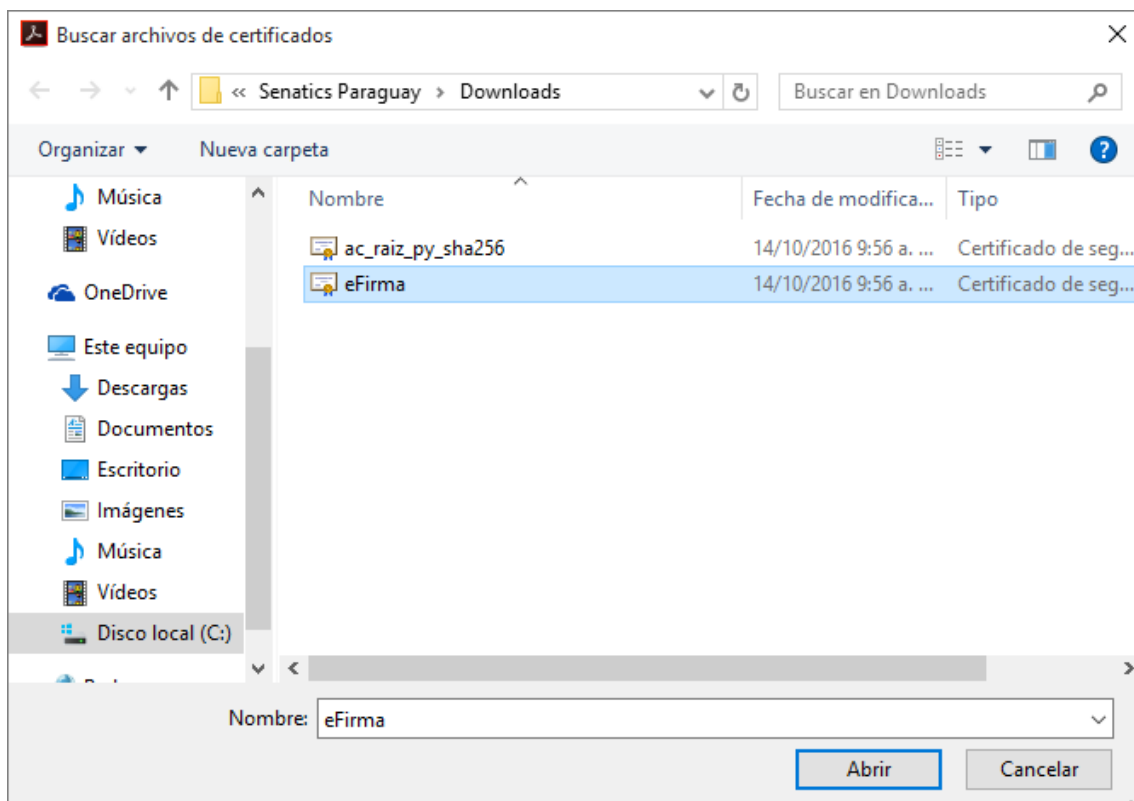 Buscar archivos de certificados
« Senatics Paraguay › Downloads
Buscar en Downloads
Organizar
Nueva carpeta
Música
Vídeos
OneDrive
Este equipo
Descargas
Documentos
Escritorio
Imágenes
Música
Vídeos
Disco local (C:)
Nombre Fecha de modifica... Tipo
ac_raiz_py_sha256 14/10/2016 9:56 a. ... Certificado de seg...
eFirma 14/10/2016 9:56 a. ... Certificado de seg...
Nombre: eFirma
Abrir Cancelar